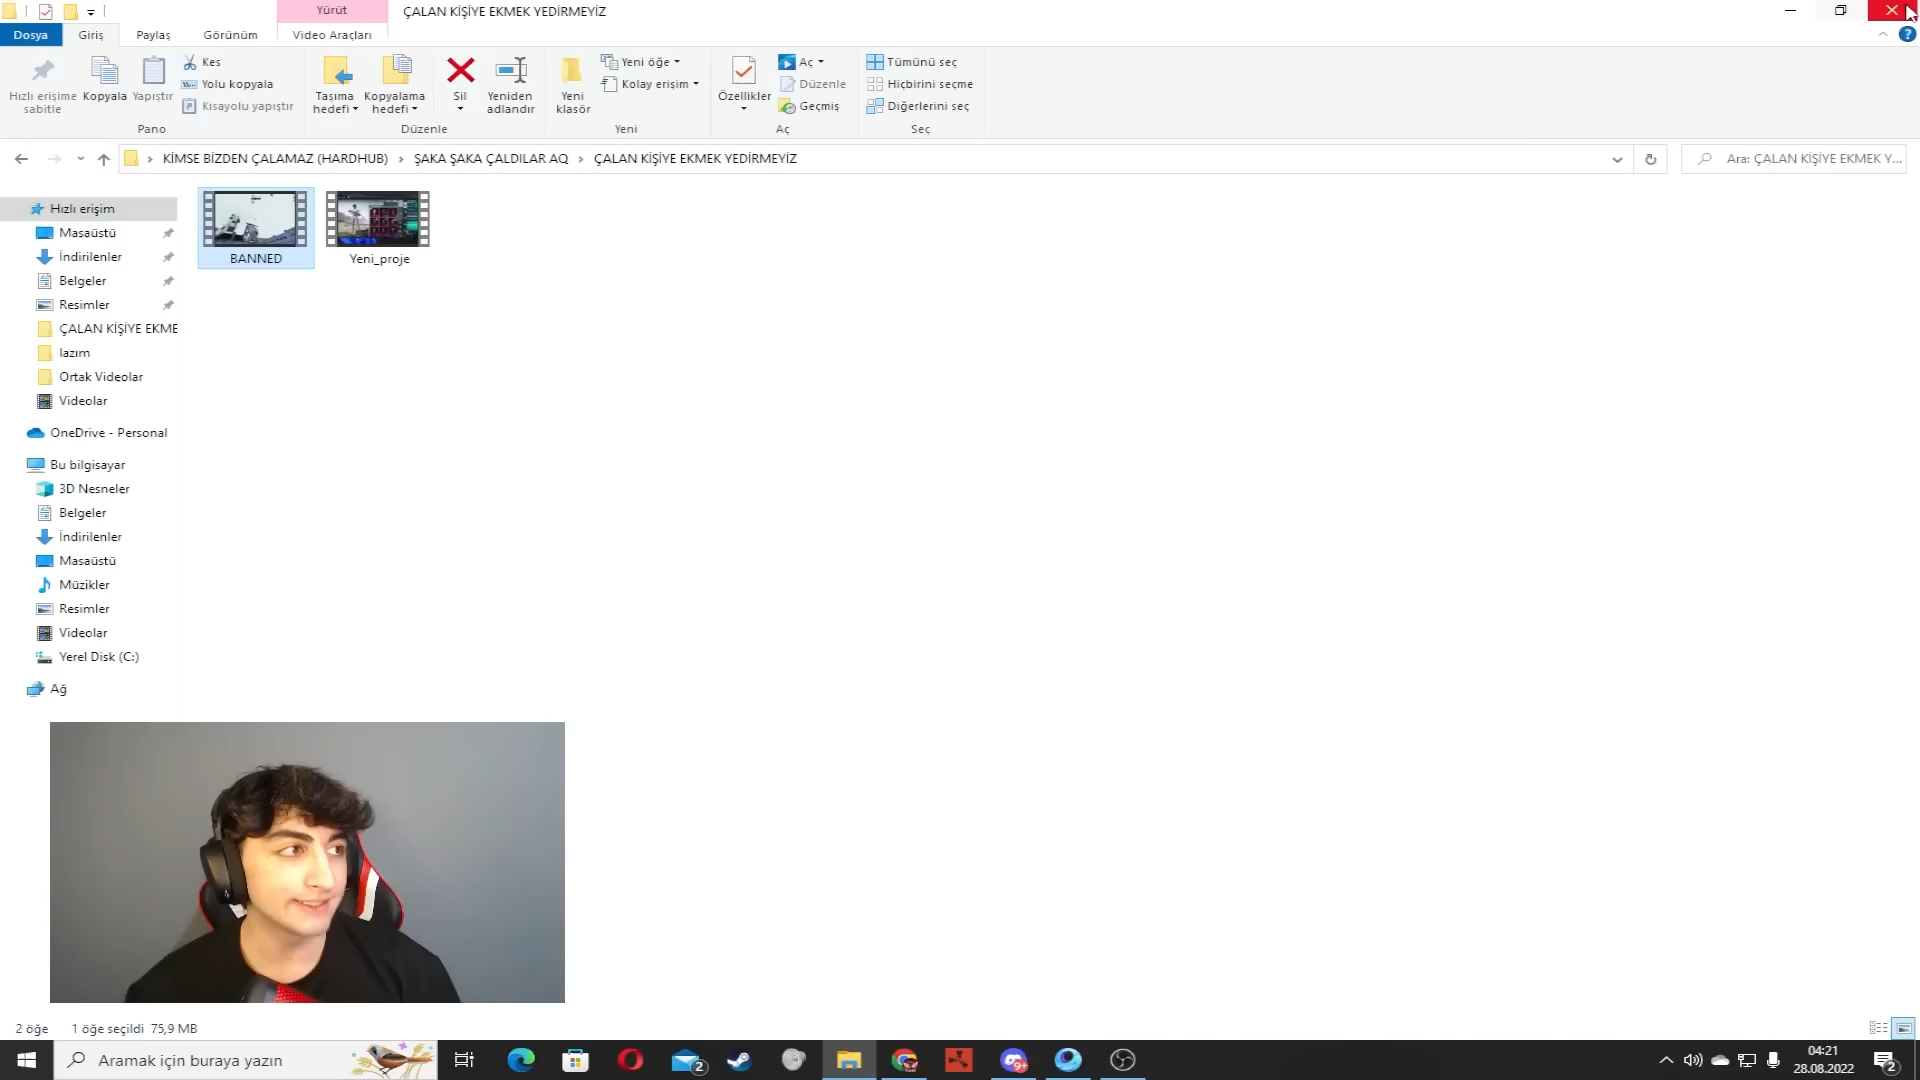 Yürüt
ÇALAN KİŞİYE EKMEK YEDİRMEYİZ
Dosya
Giriş
Paylaş
Görünüm
Video Araçları
Hızlı erişime
sabitle
Kopyala
Yapıştır
Kes
Yolu kopyala
Kısayolu yapıştır
Pano
Taşıma
hedefi
Kopyalama
hedefi
Sil
Yeniden
adlandır
Düzenle
Yeni
klasör
Yeni öğe
Kolay erişim
Yeni
Özellikler
Aç
Düzenle
Geçmiş
Aç
Tümünü seç
Hiçbirini seçme
Diğerlerini seç
Seç
KİMSE BİZDEN ÇALAMAZ (HARDHUB) › ŞAKA ŞAKA ÇALDILAR AQ › ÇALAN KİŞİYE EKMEK YEDİRMEYİZ
Ara: ÇALAN KİŞİYE EKMEK Y...
Hızlı erişim
Masaüstü
İndirilenler
Belgeler
Resimler
ÇALAN KİŞİYE EKME
lazım
Ortak Videolar
Videolar
OneDrive - Personal
Bu bilgisayar
3D Nesneler
Belgeler
İndirilenler
Masaüstü
Müzikler
Resimler
Videolar
Yerel Disk (C:)
Ağ
BANNED
Yeni_proje
2 öğe
1 öğe seçildi 75,9 MB
Aramak için buraya yazın
2
9+
04:21
28.08.2022
2